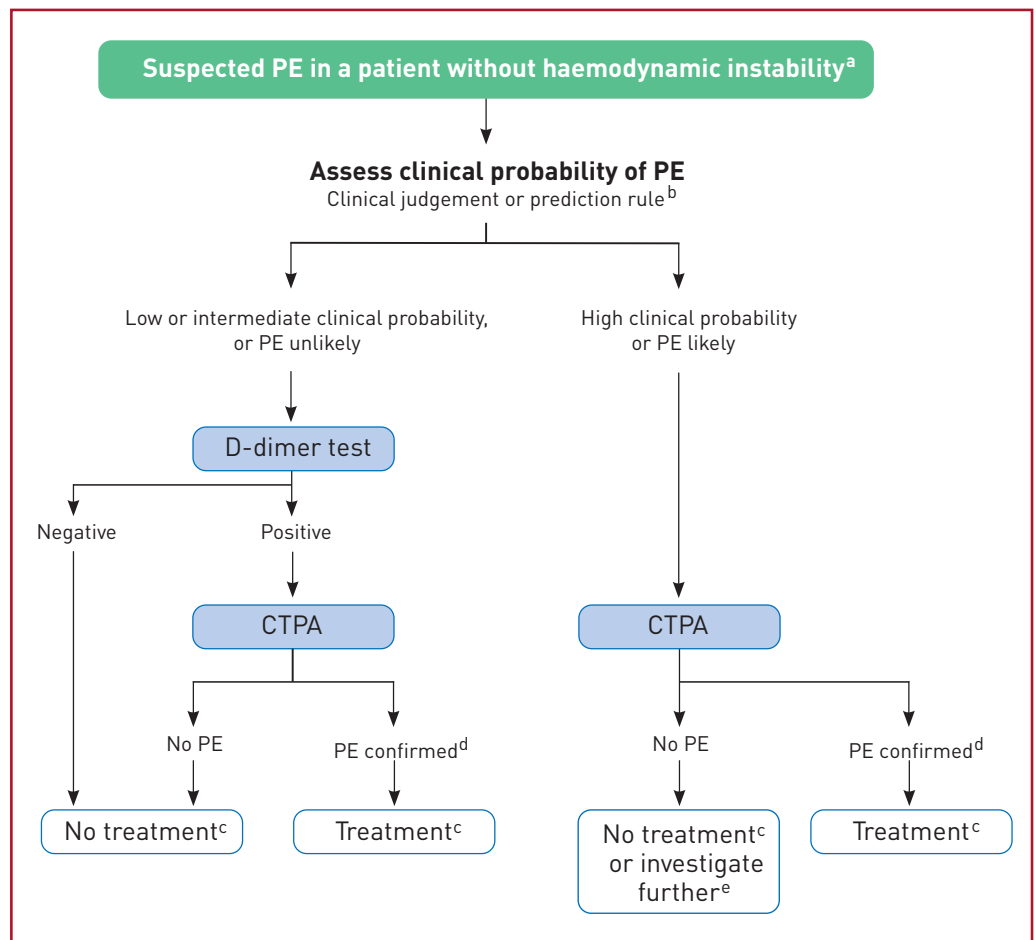 Suspected PE in a patient without haemodynamic instabilityᵃ
Assess clinical probability of PE
Clinical judgement or prediction ruleᵇ
Low or intermediate clinical probability,
or PE unlikely
High clinical probability
or PE likely
D-dimer test
Negative
Positive
CTPA
CTPA
No PE
PE confirmedᵈ
No PE
PE confirmedᵈ
No treatmentᶜ
Treatmentᶜ
No treatmentᶜ
or investigate
furtherᵉ
Treatmentᶜ